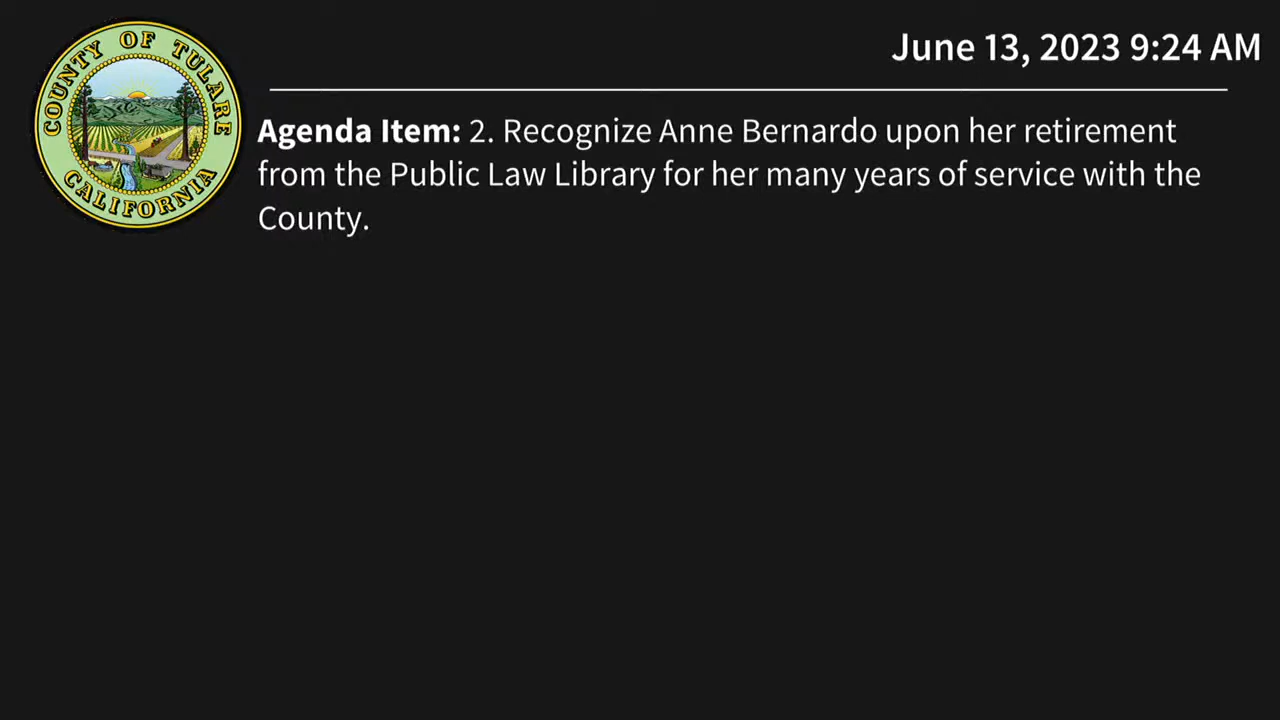 COUNTY OF TULARE
CALIFORNIA
June 13, 2023 9:24 AM
Agenda Item: 2. Recognize Anne Bernardo upon her retirement
from the Public Law Library for her many years of service with the
County.